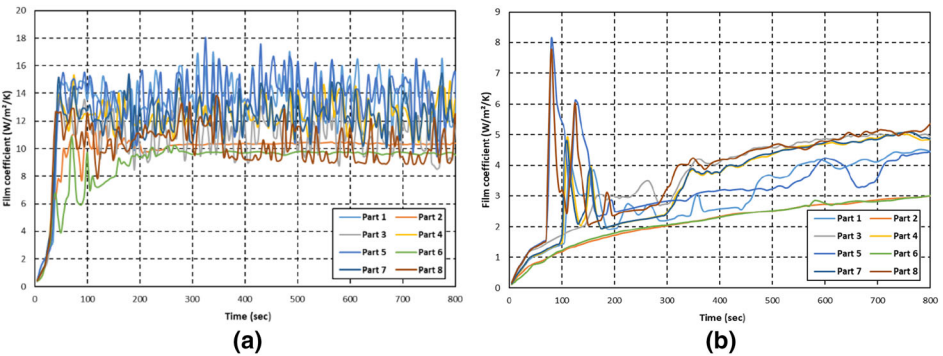 20
18
16
14
12
10
8
6
4
2
0
Film coefficient (W/m²/K)
Part 1 Part 2
Part 3 Part 4
Part 5 Part 6
Part 7 Part 8
0 100 200 300 400 500 600 700 800
Time (sec)
(a)
9
8
7
6
5
4
3
2
1
0
Film coefficient (W/m²/K)
Part 1 Part 2
Part 3 Part 4
Part 5 Part 6
Part 7 Part 8
0 100 200 300 400 500 600 700 800
Time (sec)
(b)